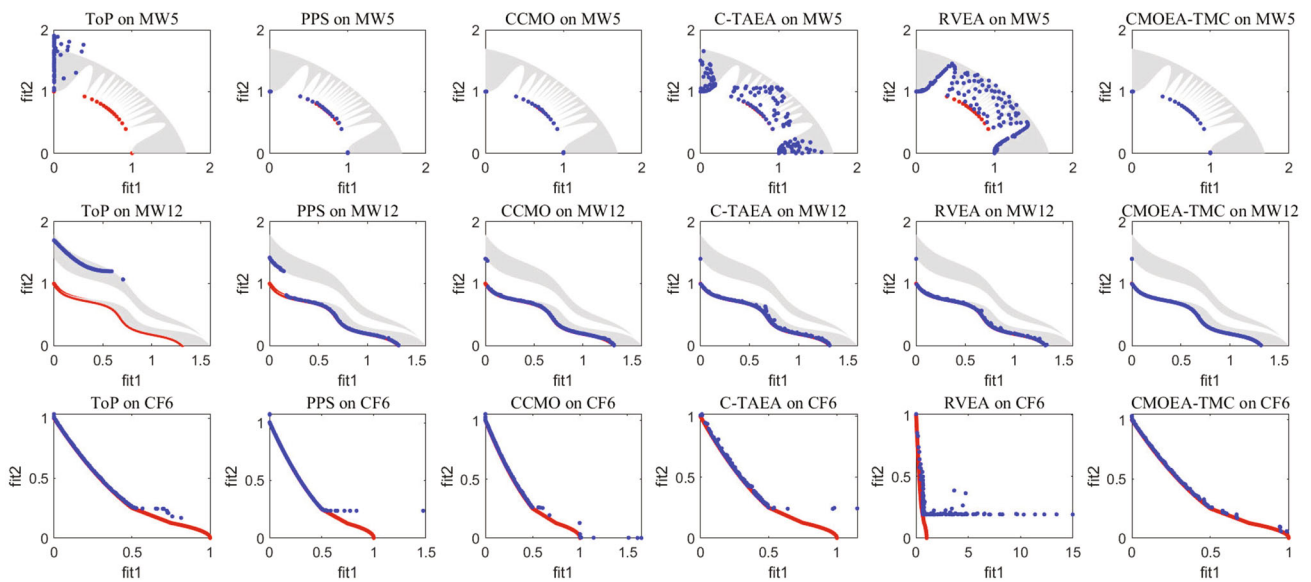 ToP on MW5
PPS on MW5
CCMO on MW5
C-TAEA on MW5
RVEA on MW5
CMOEA-TMC on MW5
2
1
0
fit2
0 1 2
fit1
2
1
0
fit2
0 1 2
fit1
2
1
0
fit2
0 1 2
fit1
2
1
0
fit2
0 1 2
fit1
2
1
0
fit2
0 1 2
fit1
2
1
0
fit2
0 1 2
fit1
ToP on MW12
PPS on MW12
CCMO on MW12
C-TAEA on MW12
RVEA on MW12
CMOEA-TMC on MW12
2
1
0
fit2
0 0.5 1 1.5
fit1
2
1
0
fit2
0 0.5 1 1.5
fit1
2
1
0
fit2
0 0.5 1 1.5
fit1
2
1
0
fit2
0 0.5 1 1.5
fit1
2
1
0
fit2
0 0.5 1 1.5
fit1
2
1
0
fit2
0 0.5 1 1.5
fit1
ToP on CF6
PPS on CF6
CCMO on CF6
C-TAEA on CF6
RVEA on CF6
CMOEA-TMC on CF6
1
0.5
0
fit2
0 0.5 1
fit1
1
0.5
0
fit2
0 0.5 1 1.5
fit1
1
0.5
0
fit2
0 0.5 1 1.5
fit1
1
0.5
0
fit2
0 0.5 1
fit1
1
0.5
0
fit2
0 5 10 15
fit1
1
0.5
0
fit2
0 0.5 1
fit1